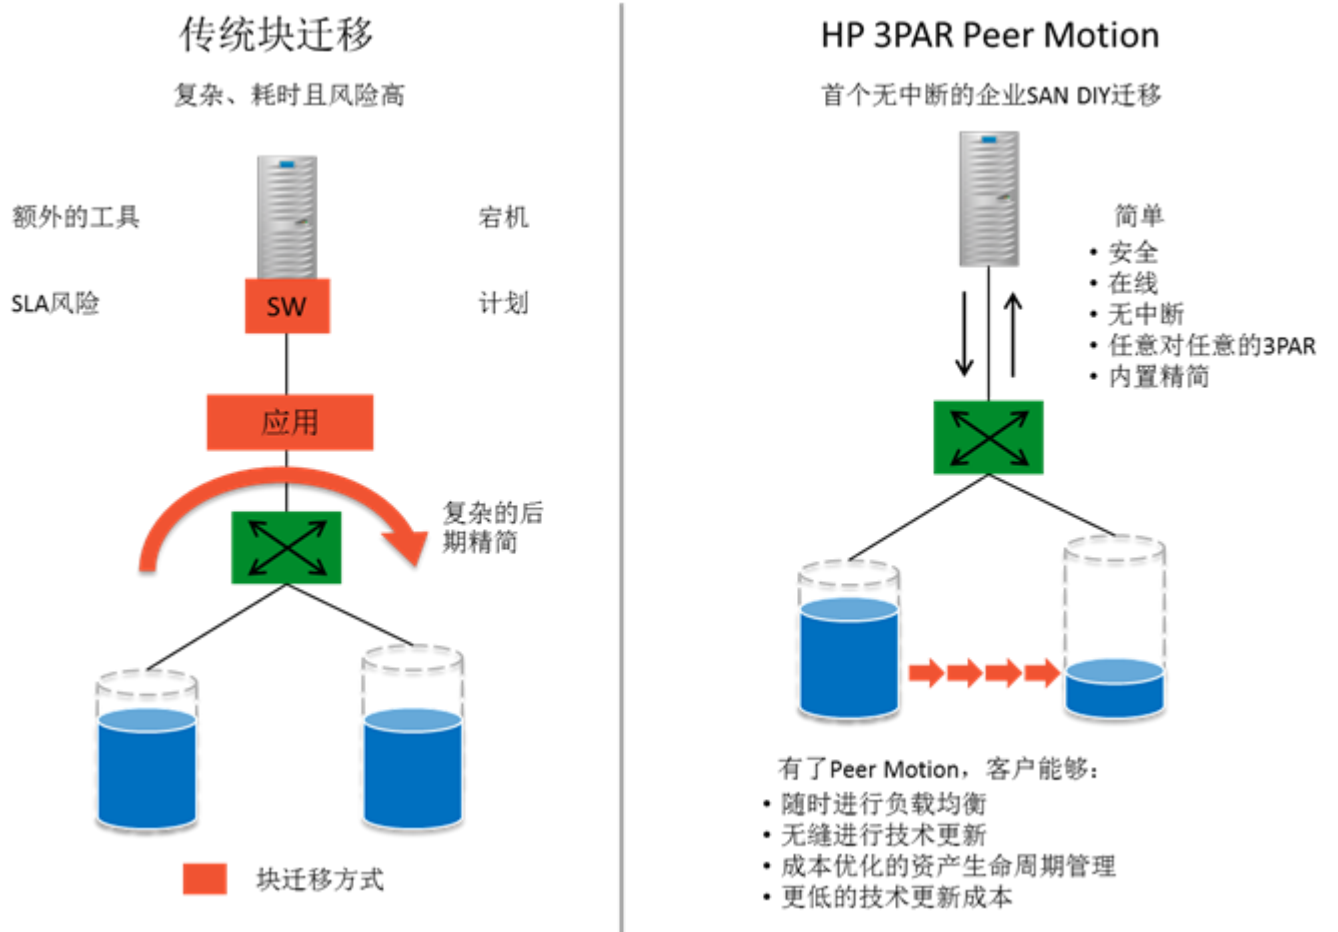 传统块迁移
复杂、耗时且风险高
额外的工具
宕机
SLA风险
SW
计划
应用
复杂的后
期精简
块迁移方式
HP 3PAR Peer Motion
首个无中断的企业SAN DIY迁移
简单
• 安全
• 在线
• 无中断
• 任意对任意的3PAR
• 内置精简
有了Peer Motion，客户能够：
• 随时进行负载均衡
• 无缝进行技术更新
• 成本优化的资产生命周期管理
• 更低的技术更新成本